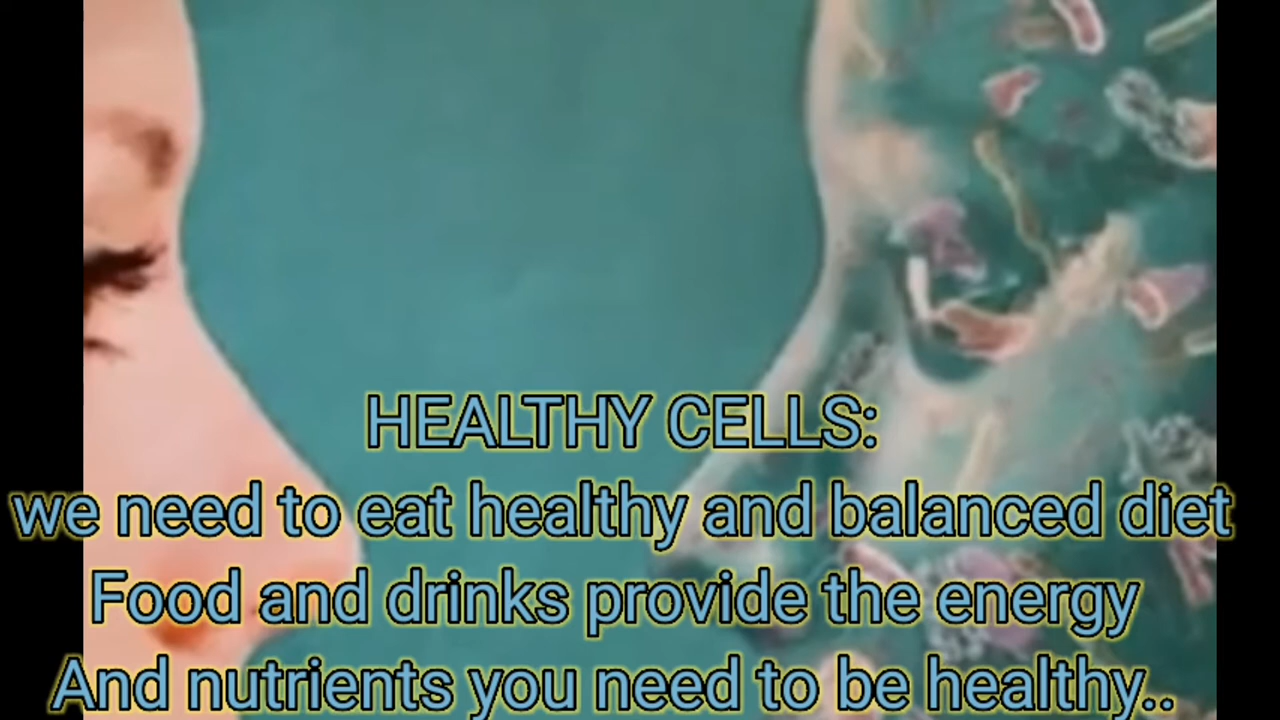 HEALTHY CELLS:
we need to eat healthy and balanced diet
Food and drinks provide the energy
And nutrients you need to be healthy..